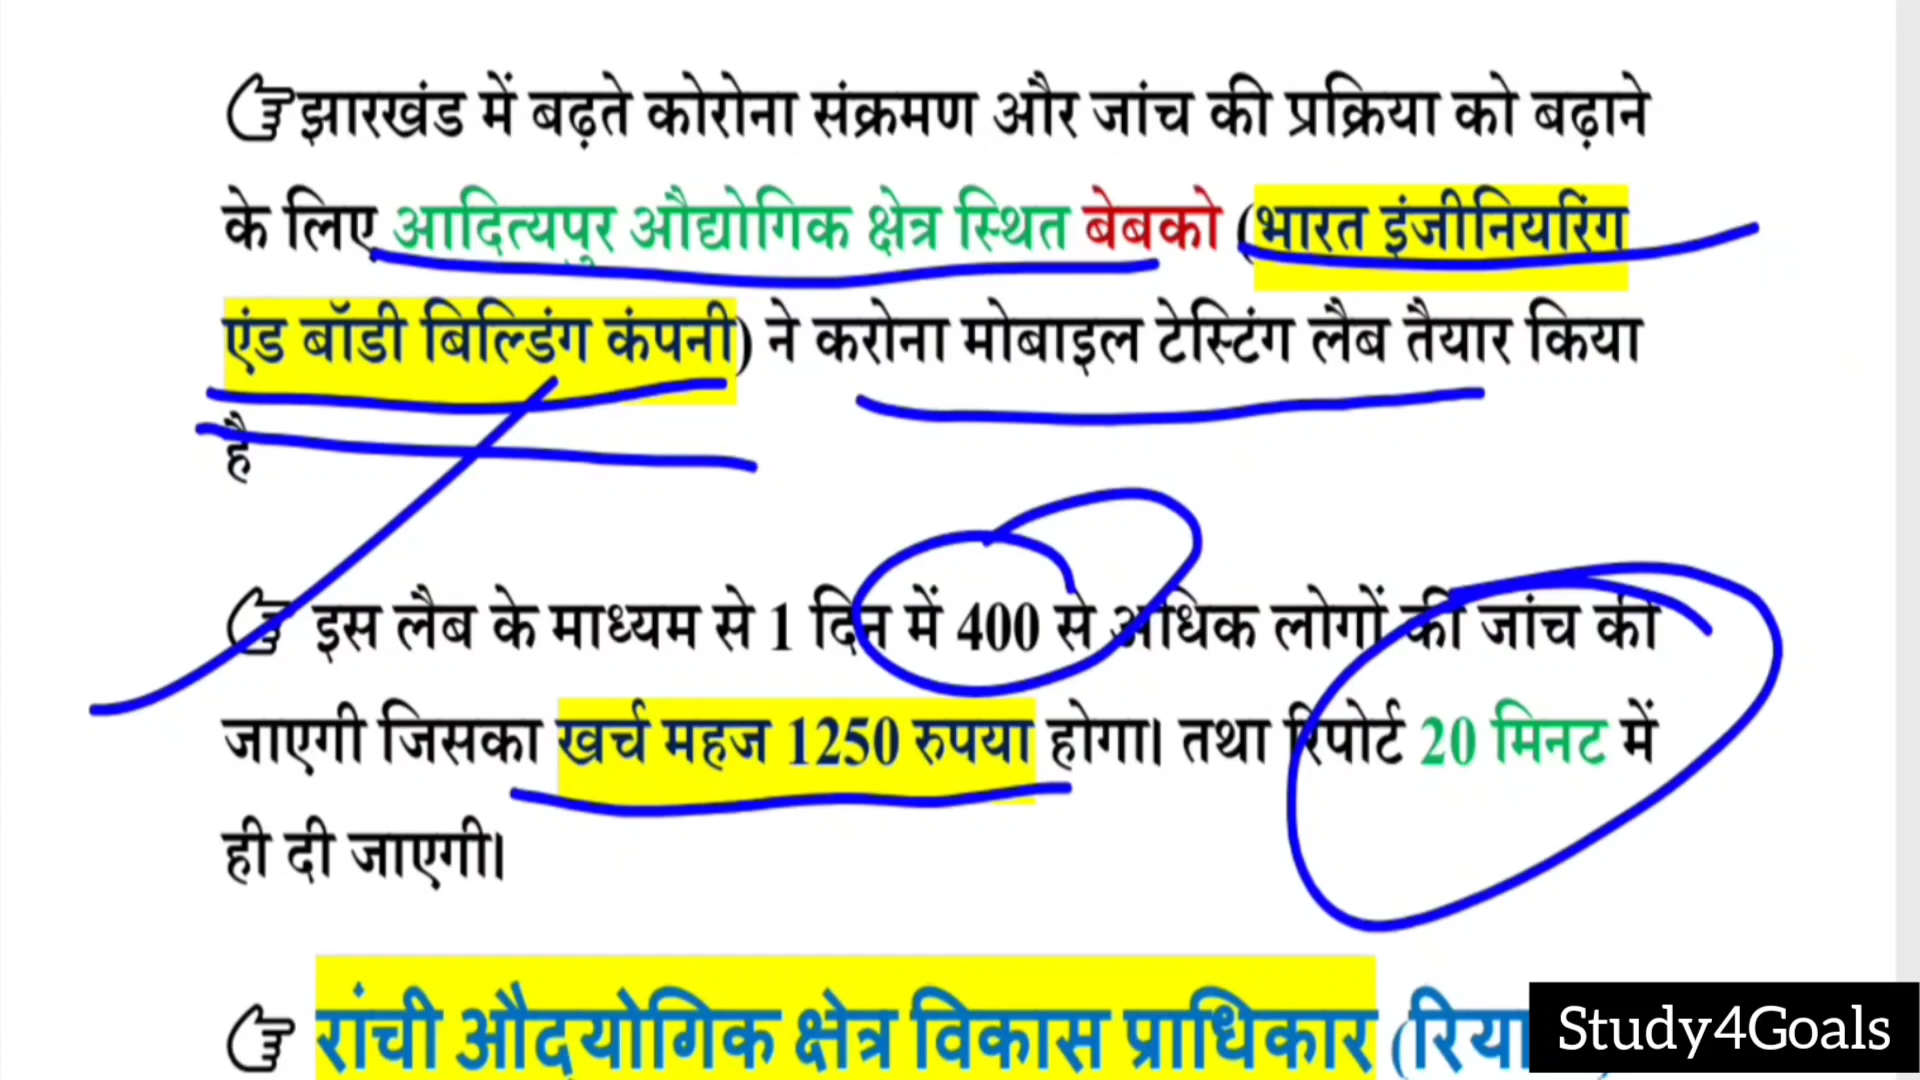 झारखंड में बढ़ते कोरोना संक्रमण और जांच की प्रक्रिया को बढ़ाने
के लिए आदित्यपुर औद्योगिक क्षेत्र स्थित बेबको (भारत इंजीनियरिंग
एंड बॉडी बिल्डिंग कंपनी) ने करोना मोबाइल टेस्टिंग लैब तैयार किया
है
इस लैब के माध्यम से 1 दिन में 400 से अधिक लोगों की जांच की
जाएगी जिसका खर्च महज 1250 रुपया होगा। तथा रिपोर्ट 20 मिनट में
ही दी जाएगी।
रांची औद्योगिक क्षेत्र विकास प्राधिकार
Study4Goals